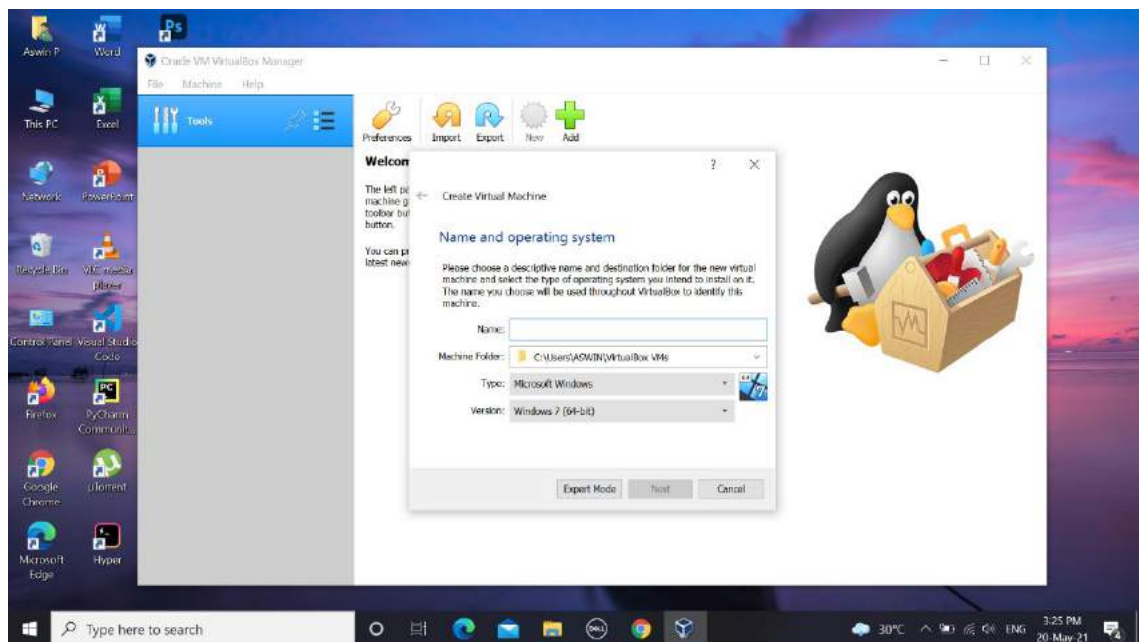 Aswin P
Word
Ps
This PC
Excel
Network
PowerPoint
Recycle Bin
VLC media
player
Control Panel
Visual Studio
Code
Firefox
PyCharm
Communit...
Google
Chrome
uTorrent
Microsoft
Edge
Hyper
Oracle VM VirtualBox Manager
File Machine Help
Tools
Preferences Import Export New Add
Welcom
The left pa
machine g
toolbar but
button.
You can pr
latest new
? 
Create Virtual Machine
Name and operating system
Please choose a descriptive name and destination folder for the new virtual
machine and select the type of operating system you intend to install on it.
The name you choose will be used throughout VirtualBox to identify this
machine.
Name:
Machine Folder: C:\Users\ASWIN\VirtualBox VMs
Type: Microsoft Windows
Version: Windows 7 (64-bit)
Expert Mode Next Cancel
Type here to search
DELL
30°C
ENG
3:25 PM
20-May-21